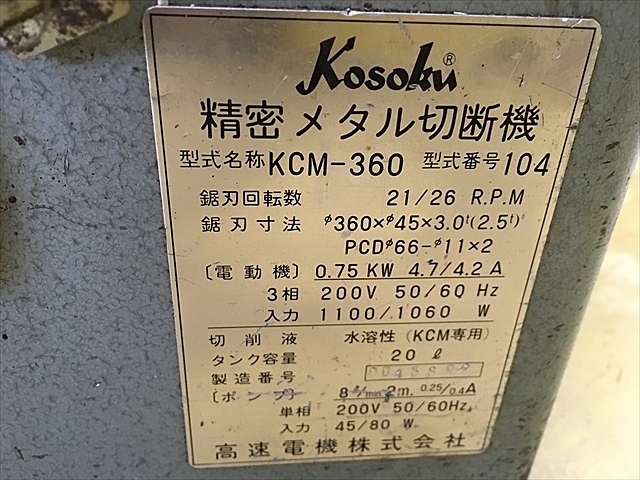 Kosoku®
精密メタル切断機
型式名称 KCM-360 型式番号 104
鋸刃回転数 21/26 R.P.M
鋸刃寸法 φ360×φ45×3.0ᵗ(2.5ᵗ)
PCDφ66-φ11×2
〔電動機〕 0.75 KW 4.7/4.2 A
3相 200V 50/60 Hz
入力 1100/1060 W
切削液 水溶性 (KCM専用)
タンク容量 20 ℓ
製造番号
〔ポンプ〕 8 ℓ/min 2m. 0.25/0.4A
単相 200V 50/60Hz
入力 45/80 W
高速電機株式会社